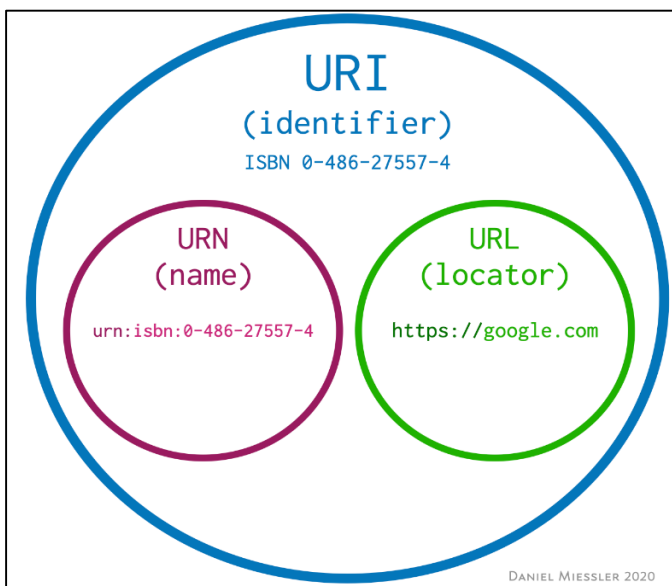 URI
(identifier)
ISBN 0-486-27557-4
URN
(name)
urn:isbn:0-486-27557-4
URL
(locator)
https://google.com
DANIEL MIESSLER 2020